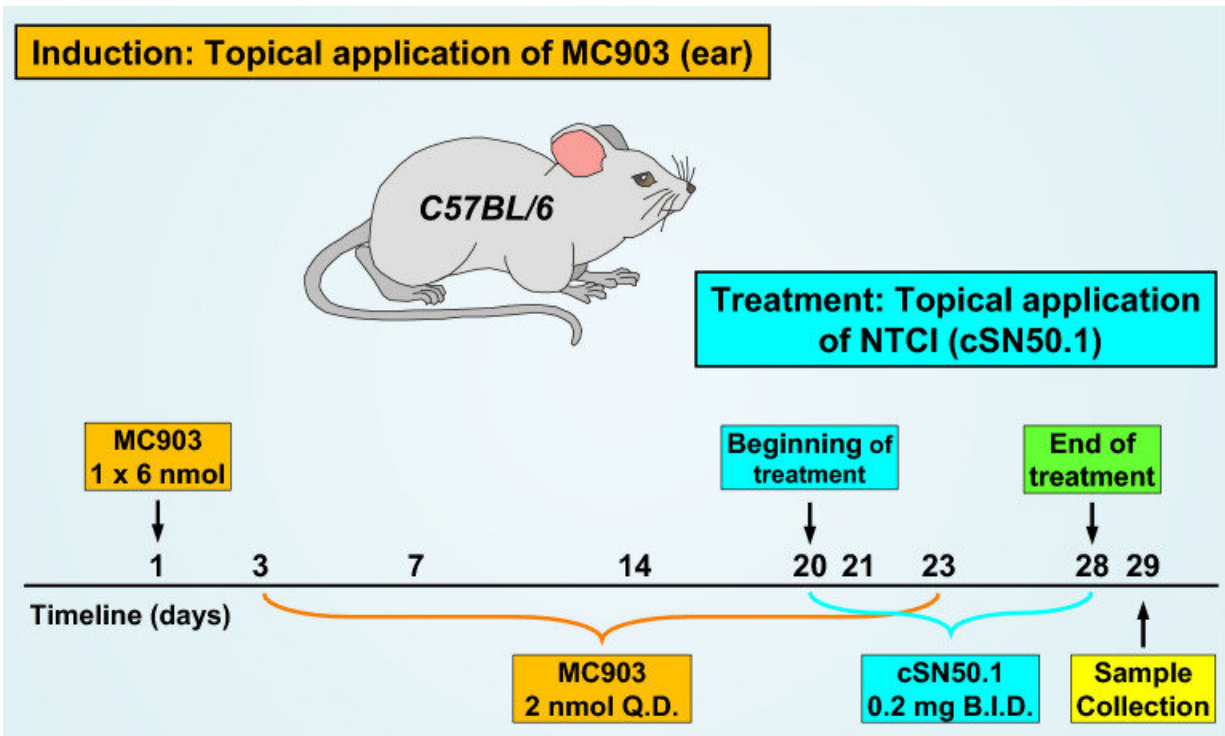 Induction: Topical application of MC903 (ear)
C57BL/6
Treatment: Topical application
of NTCI (cSN50.1)
MC903
1 x 6 nmol
Beginning of
treatment
End of
treatment
1 3 7 14 20 21 23 28 29
Timeline (days)
MC903
2 nmol Q.D.
cSN50.1
0.2 mg B.I.D.
Sample
Collection